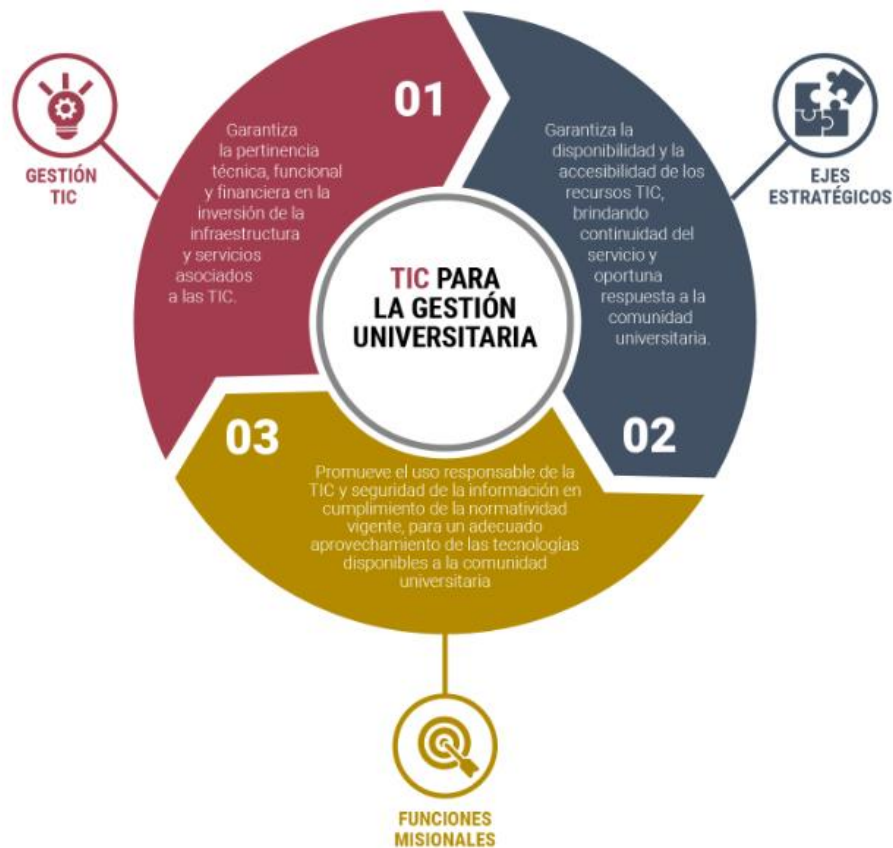 01
Garantiza
la pertinencia
técnica, funcional
y financiera en la
inversión de la
infraestructura
y servicios
asociados
a las TIC.
GESTIÓN
TIC
Garantiza la
disponibilidad y la
accesibilidad de los
recursos TIC,
brindando
continuidad del
servicio y
oportuna
respuesta a la
comunidad
universitaria.
02
EJES
ESTRATÉGICOS
TIC PARA
LA GESTIÓN
UNIVERSITARIA
03
Promueve el uso responsable de la
TIC y seguridad de la información en
cumplimiento de la normatividad
vigente, para un adecuado
aprovechamiento de las tecnologías
disponibles a la comunidad
universitaria
FUNCIONES
MISIONALES